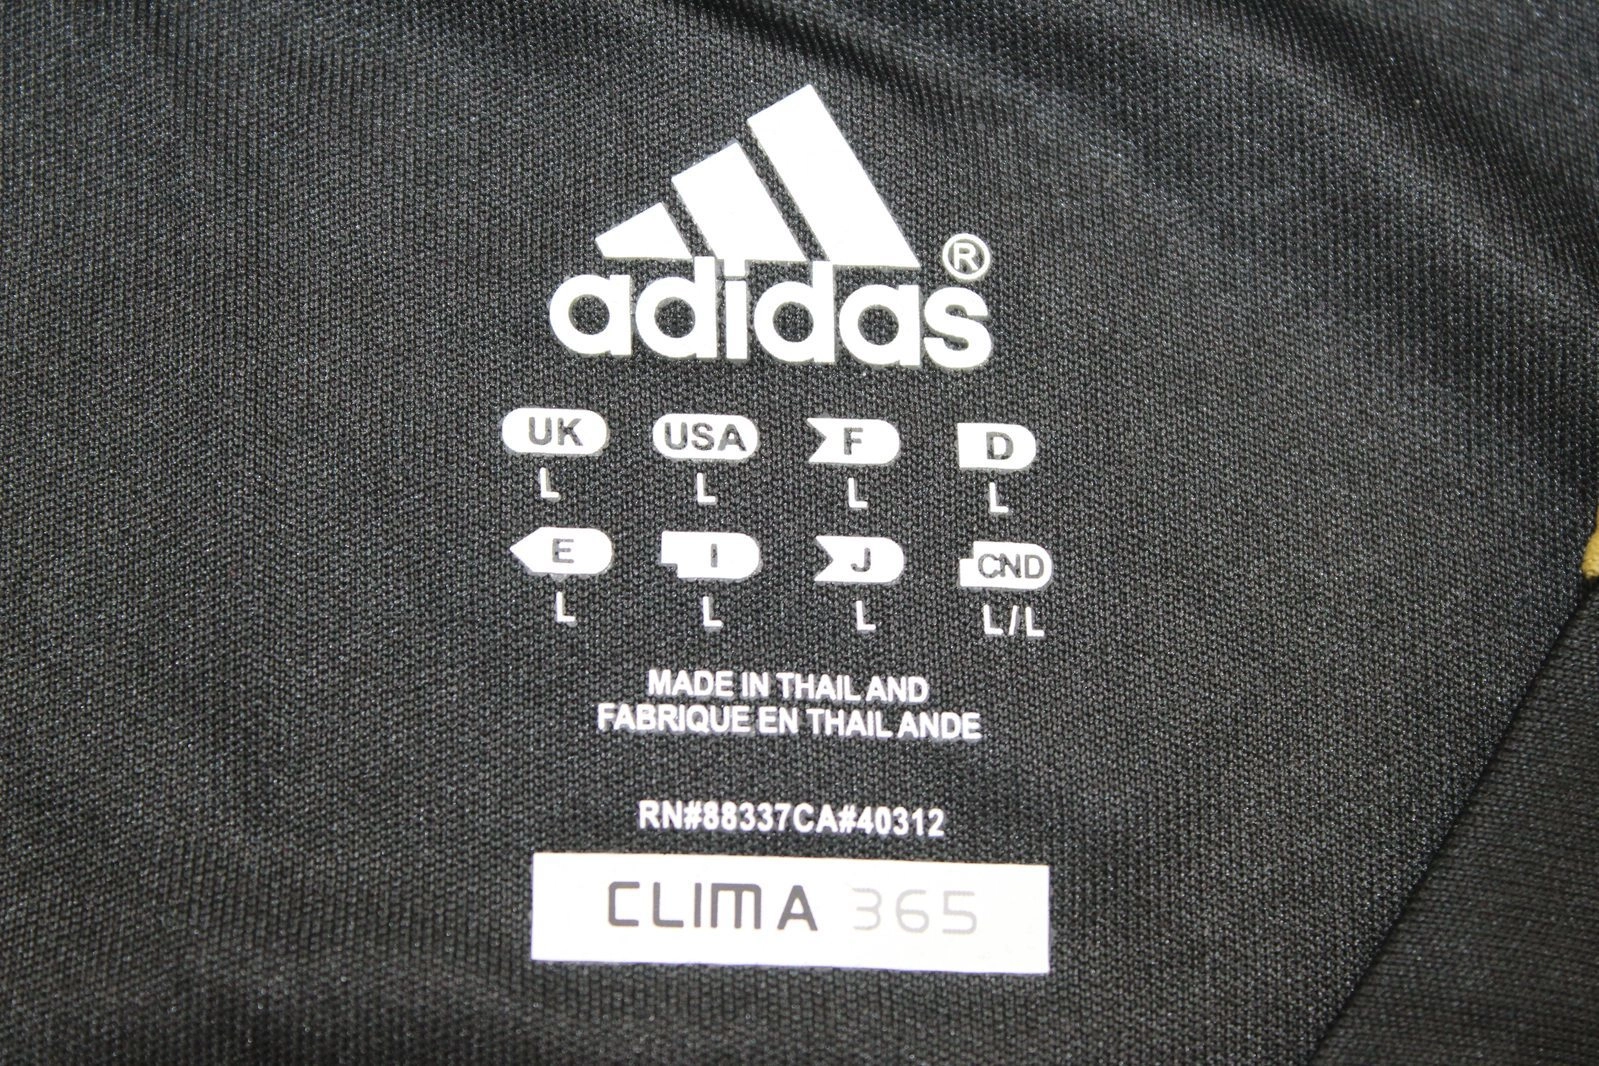 adidas®
UK USA F D
L L L L
E I J CND
L L L L/L
MADE IN THAILAND
FABRIQUE EN THAILANDE
RN#88337CA#40312
CLIMA 365